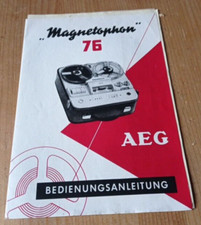 „Magnetophon"
76
AEG
BEDIENUNGSANLEITUNG